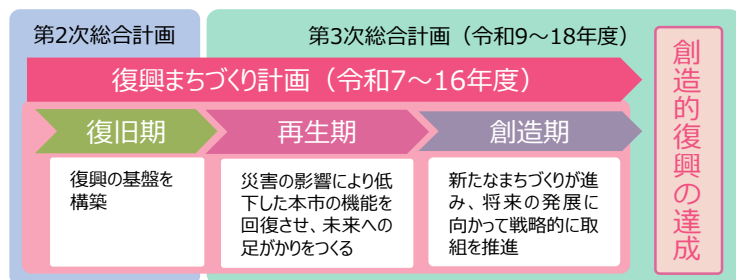 第2次総合計画
第3次総合計画（令和9～18年度）
復興まちづくり計画（令和7～16年度）
復旧期
再生期
創造期
復興の基盤を
構築
災害の影響により低
下した本市の機能を
回復させ、未来への
足がかりをつくる
新たなまちづくりが進
み、将来の発展に
向かって戦略的に取
組を推進
創造的復興の達成